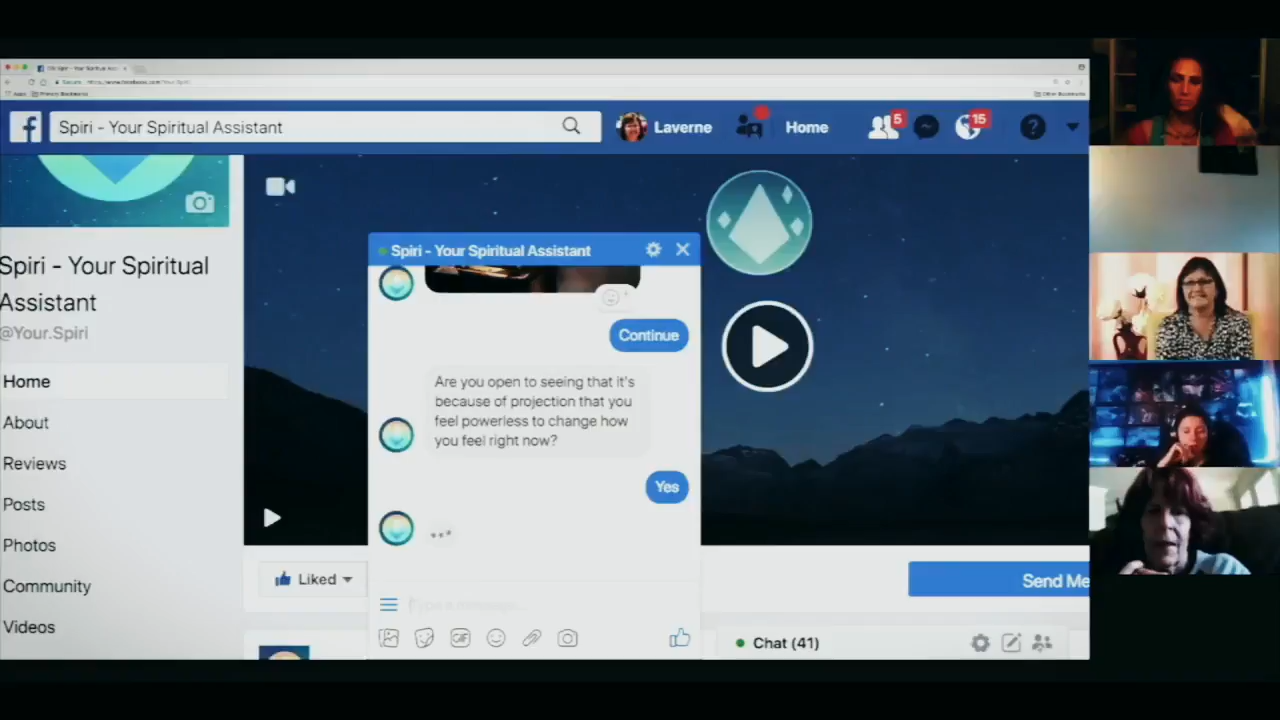 Spiri - Your Spiritual Assistant
Laverne
Home
5
15
?
Spiri - Your Spiritual
Assistant
@Your.Spiri
Home
About
Reviews
Posts
Photos
Community
Videos
Spiri - Your Spiritual Assistant
Continue
Are you open to seeing that it's
because of projection that you
feel powerless to change how
you feel right now?
Yes
GIF
Liked
Send Me
Chat (41)